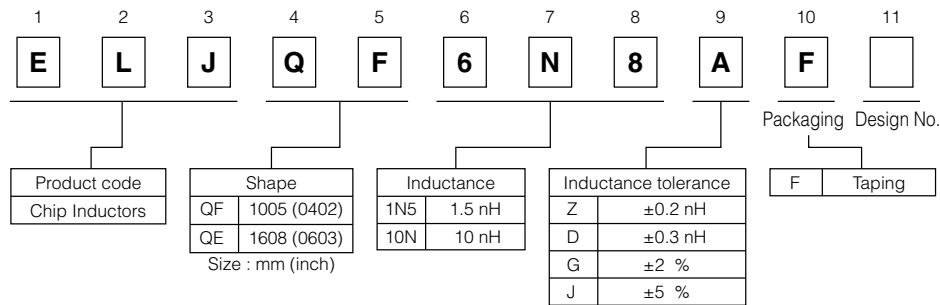 1 2 3 4 5 6 7 8 9 10 11
E L J Q F 6 N 8 A F
Packaging Design No.
Product code
Chip Inductors
Shape
QF 1005 (0402)
QE 1608 (0603)
Size : mm (inch)
Inductance
1N5 1.5 nH
10N 10 nH
Inductance tolerance
Z ±0.2 nH
D ±0.3 nH
G ±2 %
J ±5 %
F Taping